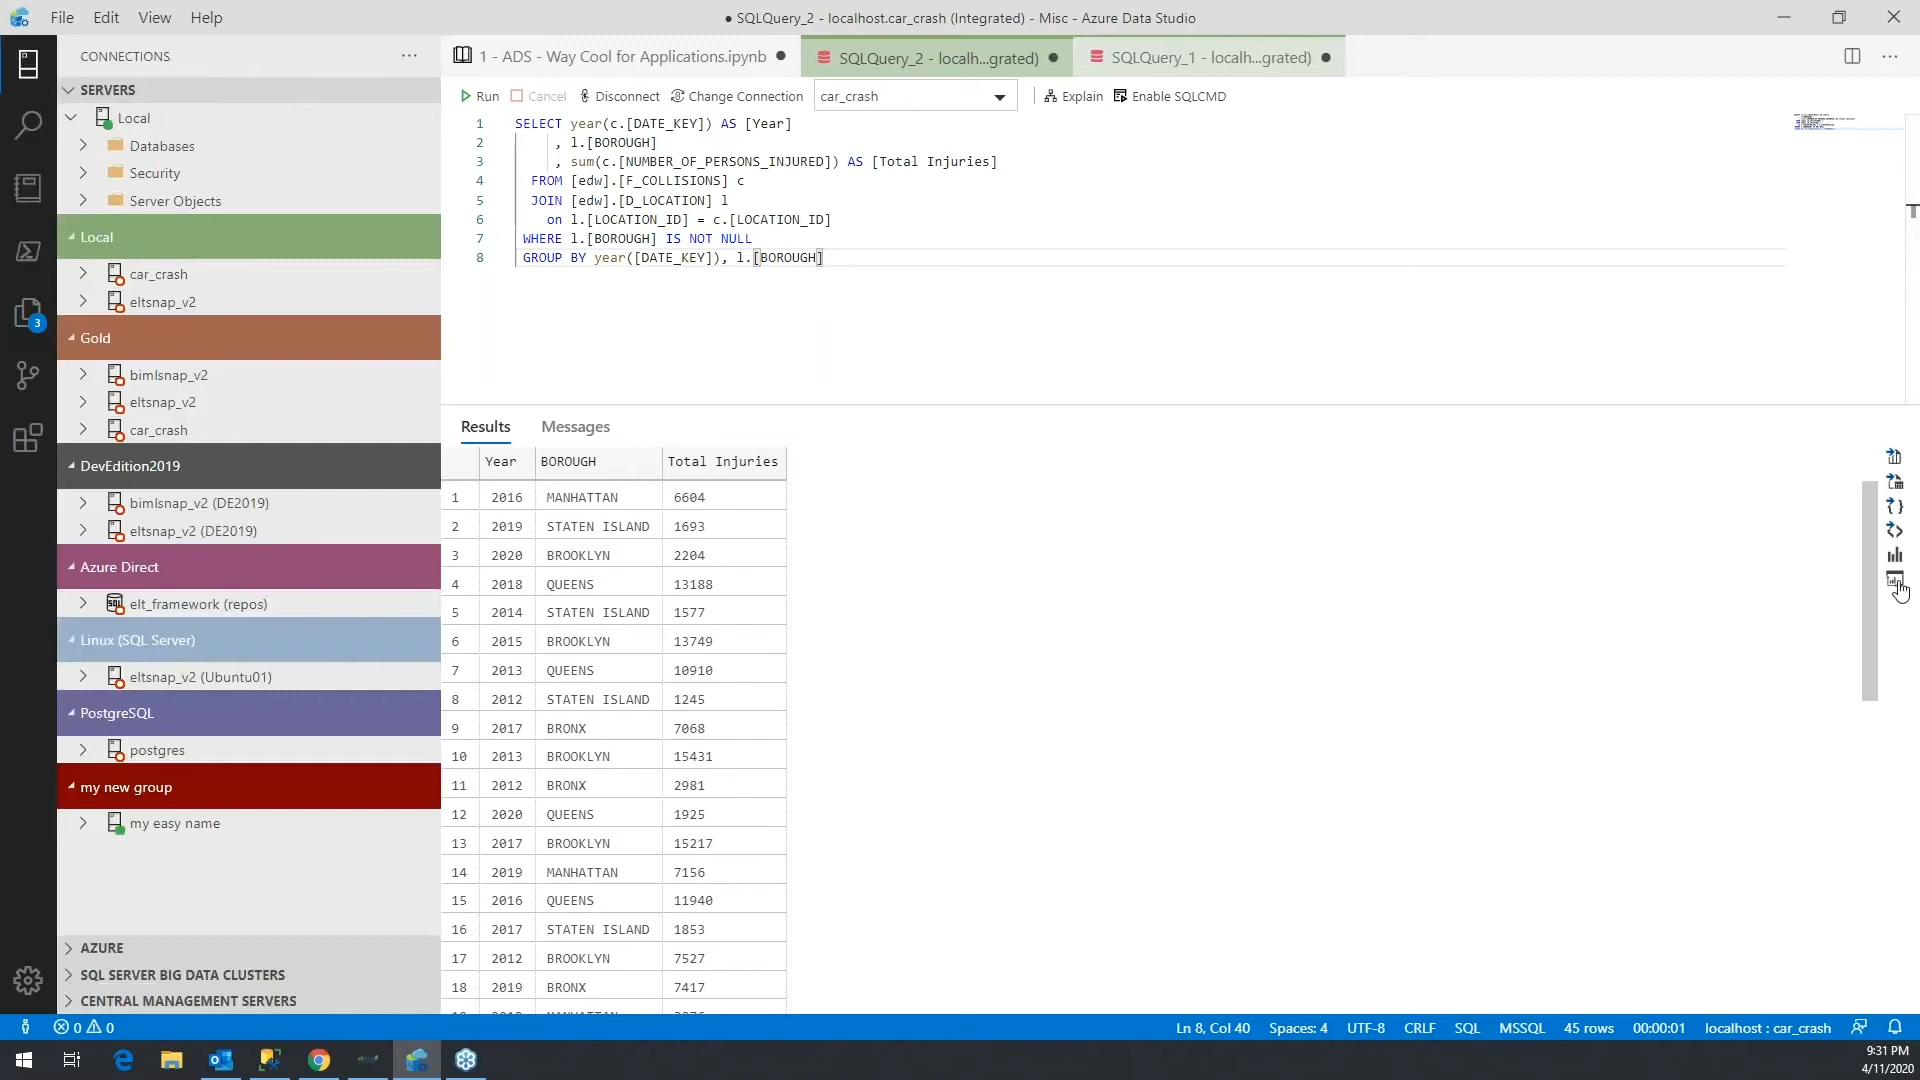 File Edit View Help
● SQLQuery_2 - localhost.car_crash (Integrated) - Misc - Azure Data Studio
CONNECTIONS
SERVERS
Local
Databases
Security
Server Objects
Local
car_crash
eltsnap_v2
Gold
bimlsnap_v2
eltsnap_v2
car_crash
DevEdition2019
bimlsnap_v2 (DE2019)
eltsnap_v2 (DE2019)
Azure Direct
elt_framework (repos)
Linux (SQL Server)
eltsnap_v2 (Ubuntu01)
PostgreSQL
postgres
my new group
my easy name
AZURE
SQL SERVER BIG DATA CLUSTERS
CENTRAL MANAGEMENT SERVERS
3
1 - ADS - Way Cool for Applications.ipynb ● SQLQuery_2 - localh...grated) ● SQLQuery_1 - localh...grated) ●
Run Cancel Disconnect Change Connection car_crash Explain Enable SQLCMD
1 SELECT year(c.[DATE_KEY]) AS [Year]
2 , l.[BOROUGH]
3 , sum(c.[NUMBER_OF_PERSONS_INJURED]) AS [Total Injuries]
4 FROM [edw].[F_COLLISIONS] c
5 JOIN [edw].[D_LOCATION] l
6 on l.[LOCATION_ID] = c.[LOCATION_ID]
7 WHERE l.[BOROUGH] IS NOT NULL
8 GROUP BY year([DATE_KEY]), l.[BOROUGH]
Results Messages
Year BOROUGH Total Injuries
1 2016 MANHATTAN 6604
2 2019 STATEN ISLAND 1693
3 2020 BROOKLYN 2204
4 2018 QUEENS 13188
5 2014 STATEN ISLAND 1577
6 2015 BROOKLYN 13749
7 2013 QUEENS 10910
8 2012 STATEN ISLAND 1245
9 2017 BRONX 7068
10 2013 BROOKLYN 15431
11 2012 BRONX 2981
12 2020 QUEENS 1925
13 2017 BROOKLYN 15217
14 2019 MANHATTAN 7156
15 2016 QUEENS 11940
16 2017 STATEN ISLAND 1853
17 2012 BROOKLYN 7527
18 2019 BRONX 7417
0 0 Ln 8, Col 40 Spaces: 4 UTF-8 CRLF SQL MSSQL 45 rows 00:00:01 localhost : car_crash
9:31 PM
4/11/2020